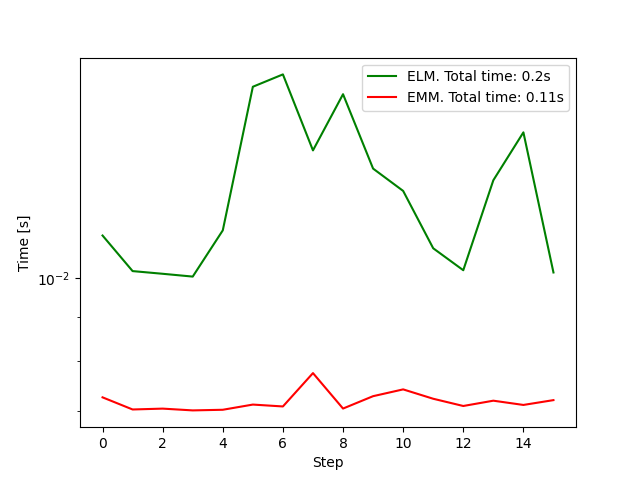 ELM. Total time: 0.2s
EMM. Total time: 0.11s
Time [s]
10⁻²
0 2 4 6 8 10 12 14
Step